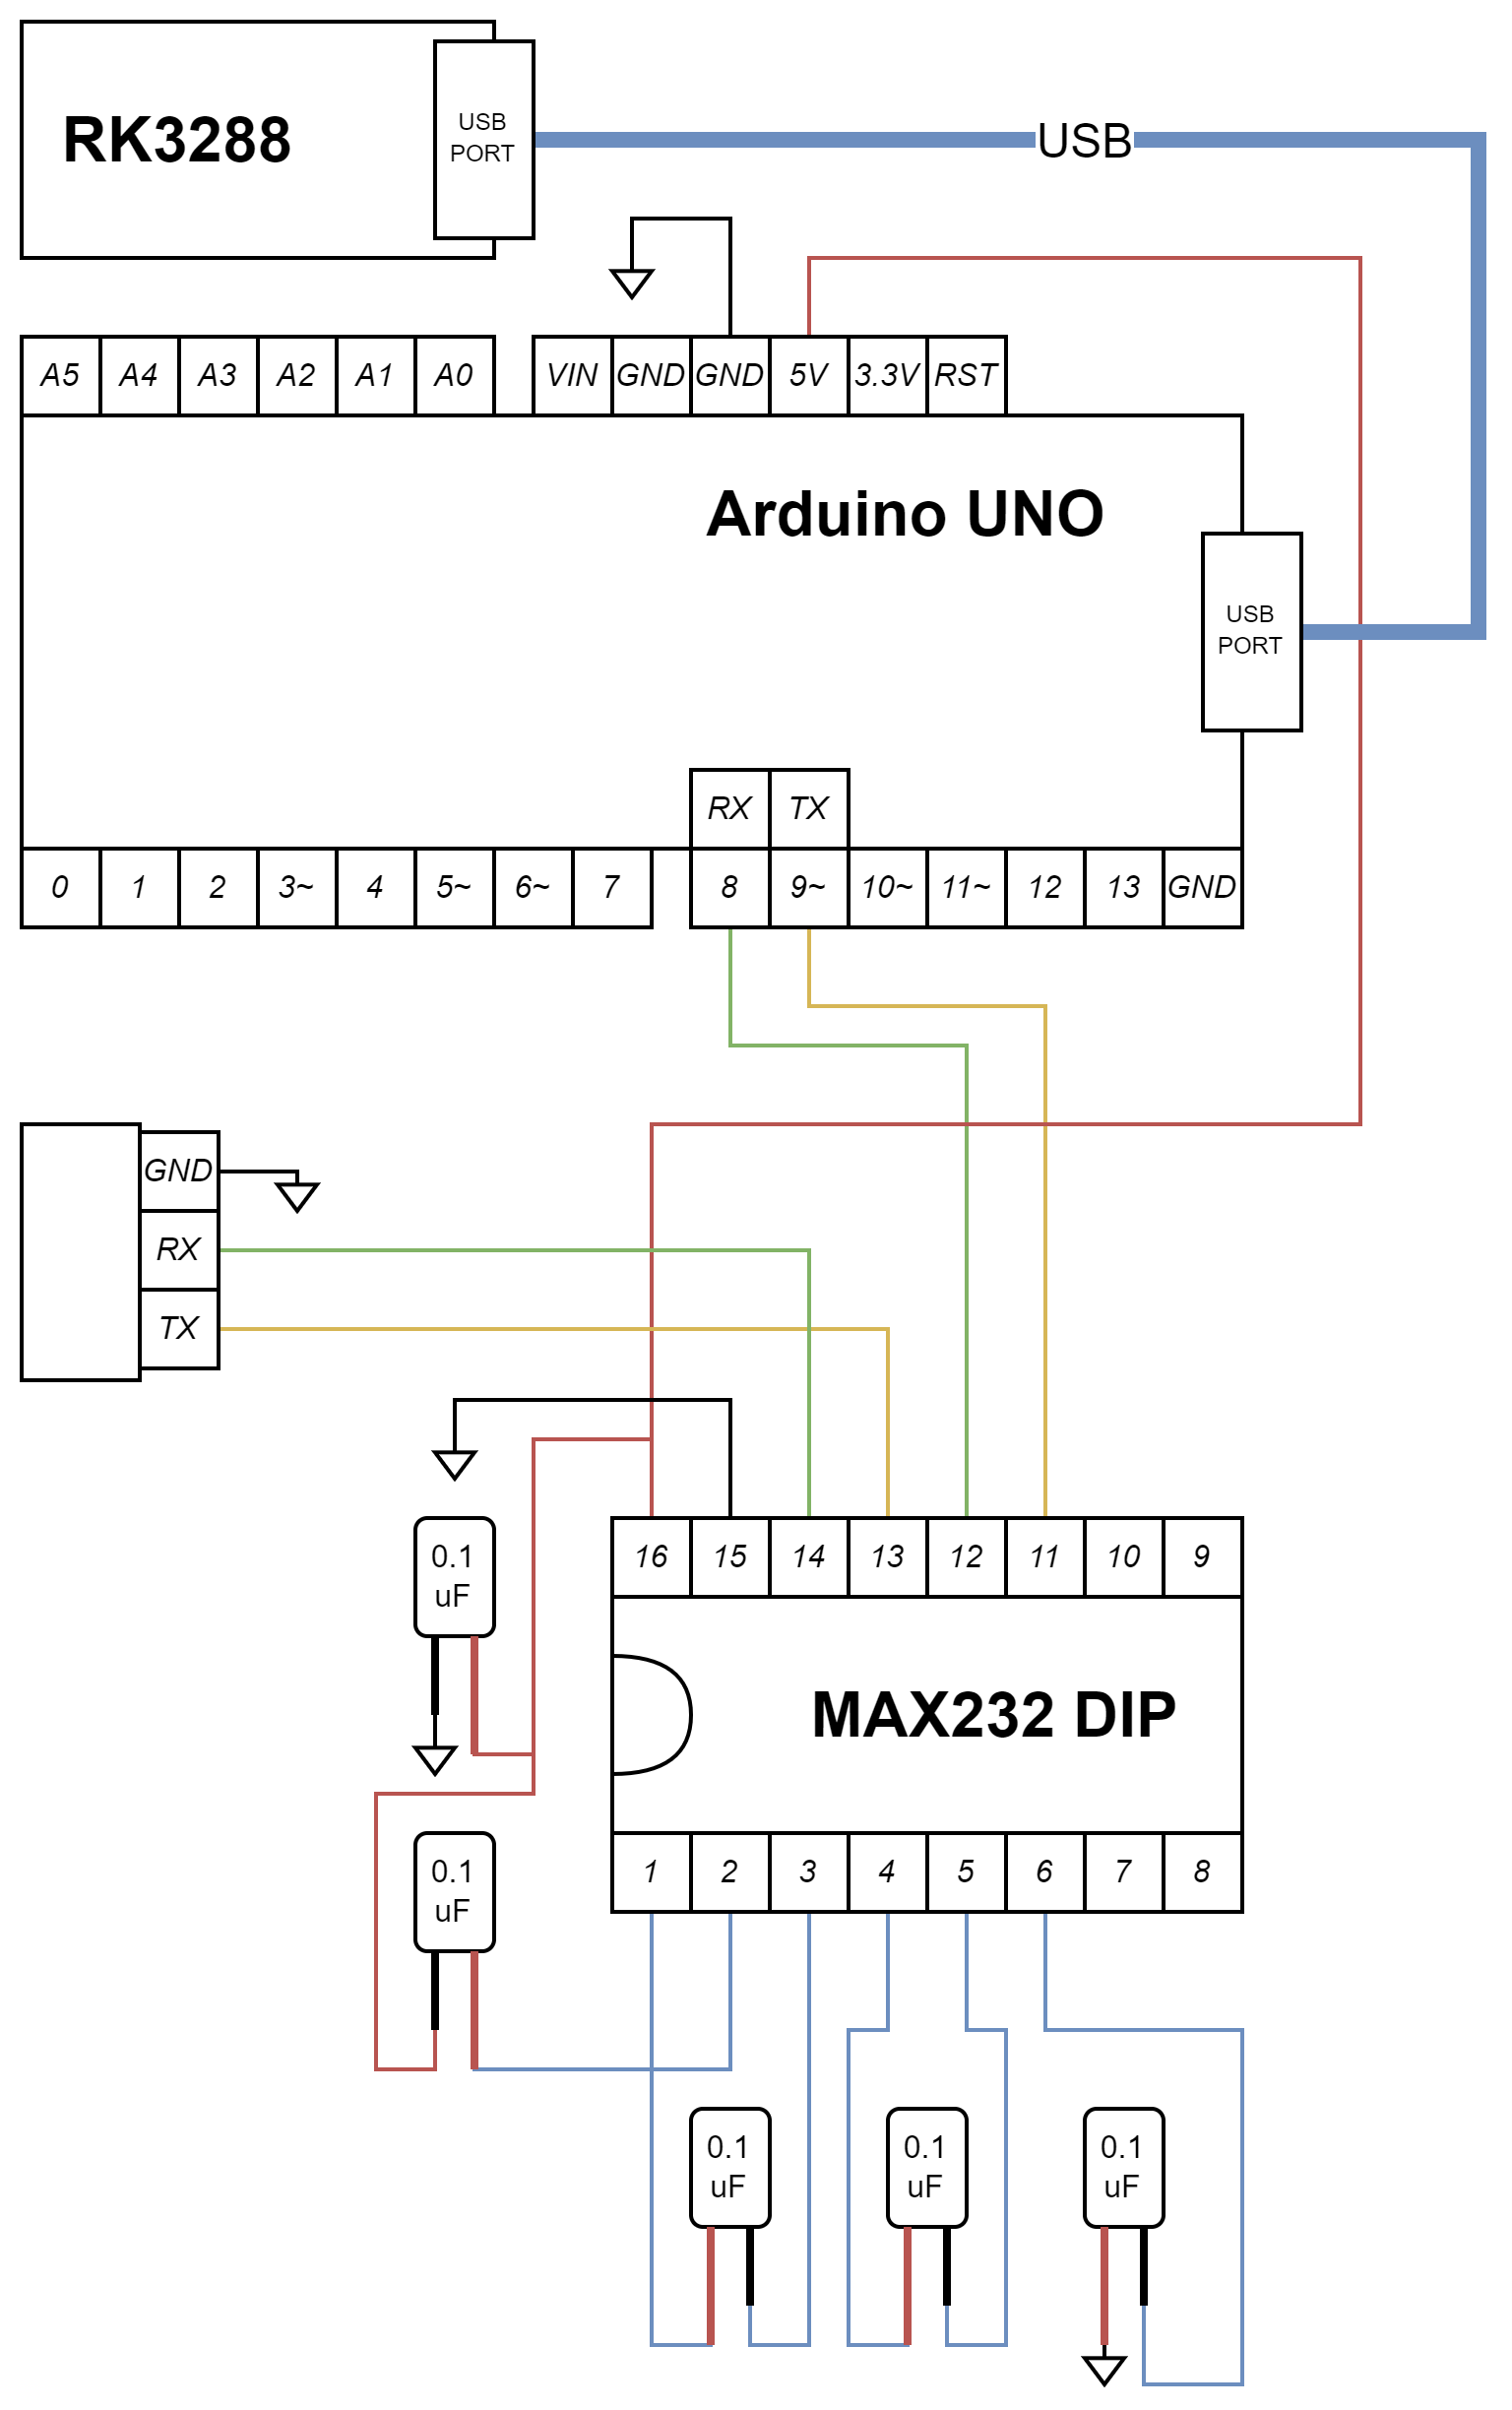 RK3288
USB
PORT
USB
A5 A4 A3 A2 A1 A0 VIN GND GND 5V 3.3V RST
Arduino UNO
USB
PORT
RX TX
0 1 2 3~ 4 5~ 6~ 7 8 9~ 10~ 11~ 12 13 GND
GND
RX
TX
0.1
uF
16 15 14 13 12 11 10 9
MAX232 DIP
1 2 3 4 5 6 7 8
0.1
uF
0.1
uF
0.1
uF
0.1
uF